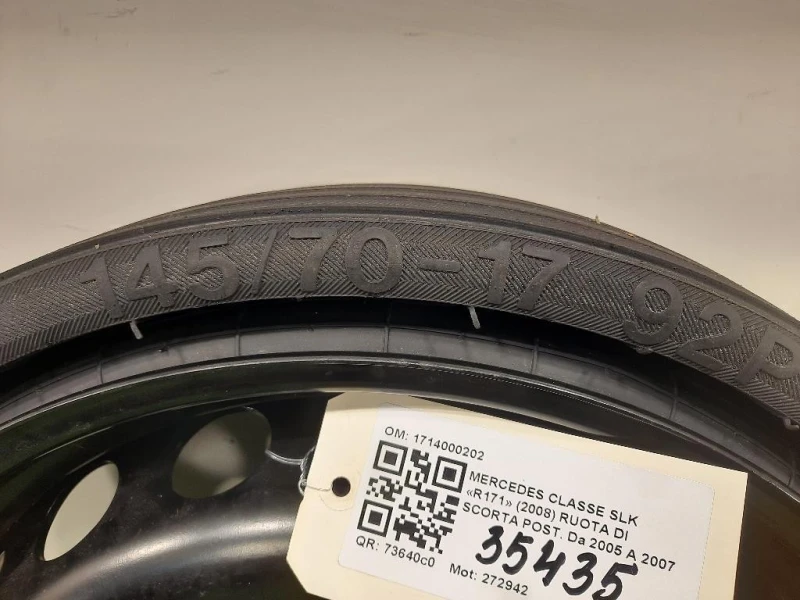 145/70-17 92P
OM: 1714000202
MERCEDES CLASSE SLK
«R171» (2008) RUOTA DI
SCORTA POST. Da 2005 A 2007
35435
QR: 73640c0 Mot: 272942